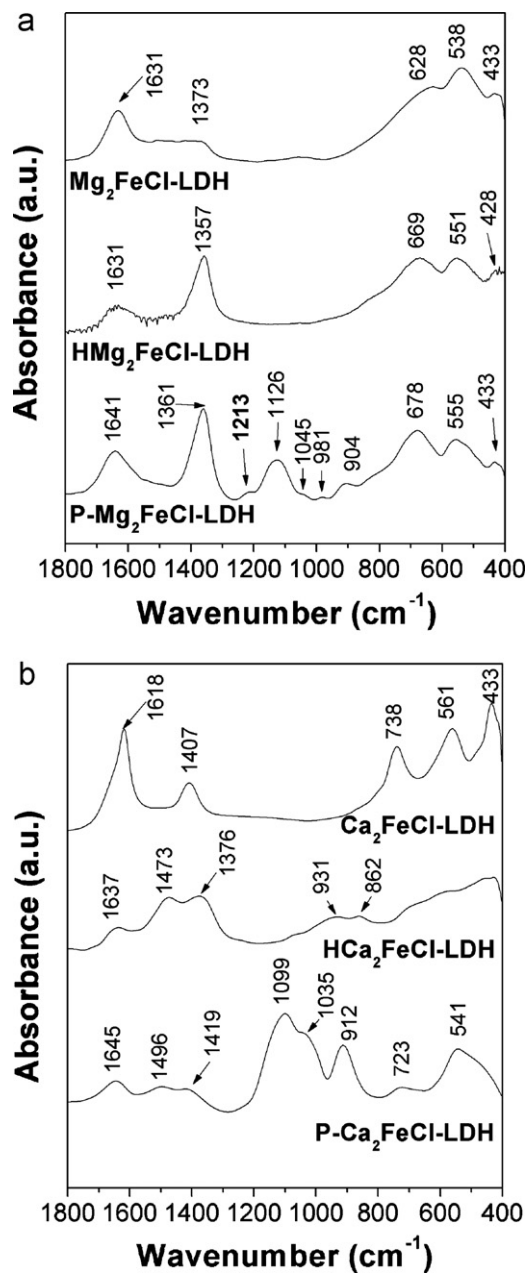 a
1631
1373
628
538
433
Mg₂FeCl-LDH
1631
1357
669
551
428
HMg₂FeCl-LDH
1641
1361
1213
1126
1045
981
904
678
555
433
P-Mg₂FeCl-LDH
Absorbance (a.u.)
1800 1600 1400 1200 1000 800 600 400
Wavenumber (cm⁻¹)
b
1618
1407
738
561
433
Ca₂FeCl-LDH
1637
1473
1376
931
862
HCa₂FeCl-LDH
1645
1496
1419
1099
1035
912
723
541
P-Ca₂FeCl-LDH
Absorbance (a.u.)
1800 1600 1400 1200 1000 800 600 400
Wavenumber (cm⁻¹)